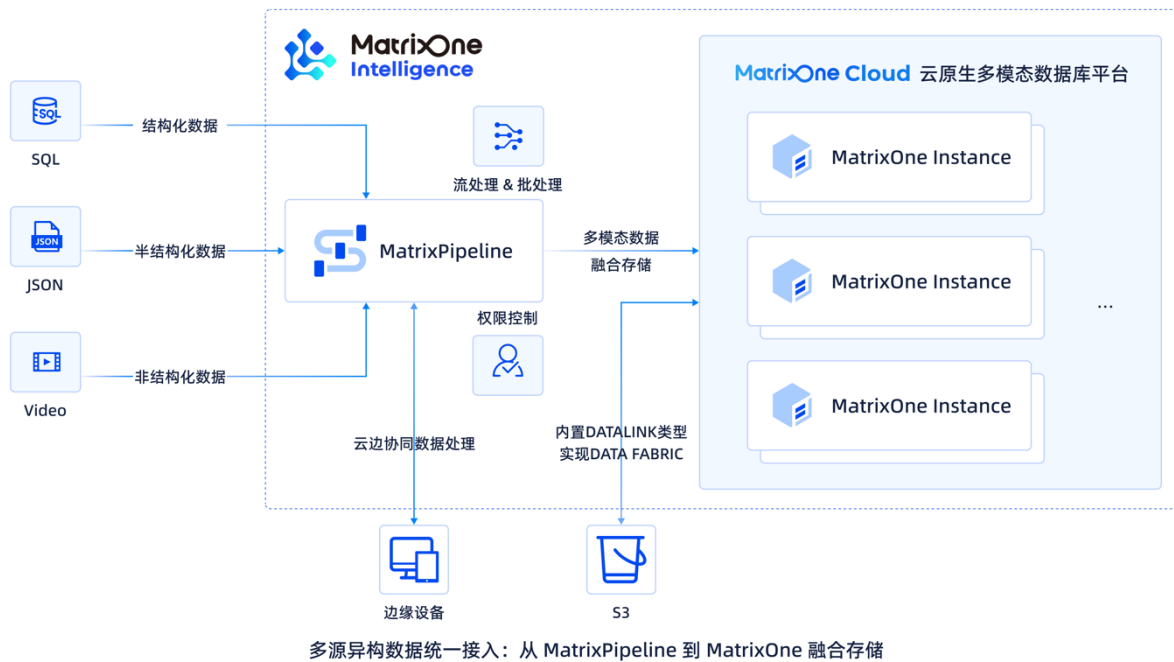 MatrixOne
Intelligence
MatrixOne Cloud 云原生多模态数据库平台
SQL
SQL
结构化数据
流处理 & 批处理
MatrixOne Instance
JSON
JSON
半结构化数据
MatrixPipeline
多模态数据
融合存储
MatrixOne Instance
...
权限控制
Video
非结构化数据
MatrixOne Instance
云边协同数据处理
内置DATALINK类型
实现DATA FABRIC
边缘设备
S3
多源异构数据统一接入：从 MatrixPipeline 到 MatrixOne 融合存储